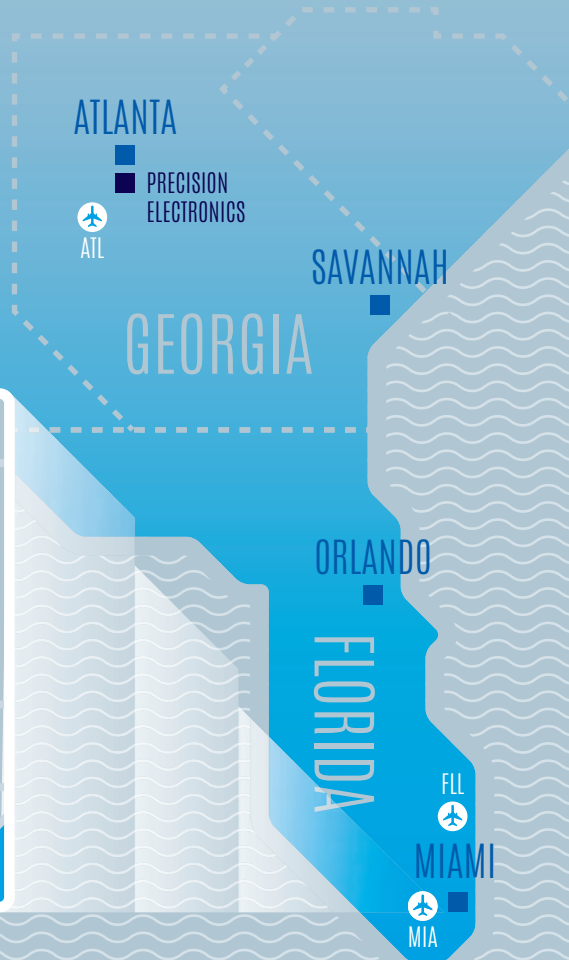 ATLANTA
PRECISION
ELECTRONICS
ATL
SAVANNAH
GEORGIA
ORLANDO
FLORIDA
FLL
MIAMI
MIA